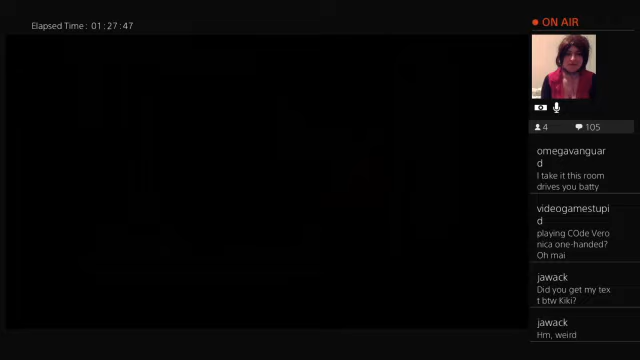 Elapsed Time : 01:27:47
ON AIR
4
105
omegavanguar
d
I take it this room
drives you batty
videogamestupi
d
playing COde Vero
nica one-handed?
Oh mai
jawack
Did you get my tex
t btw Kiki?
jawack
Hm, weird